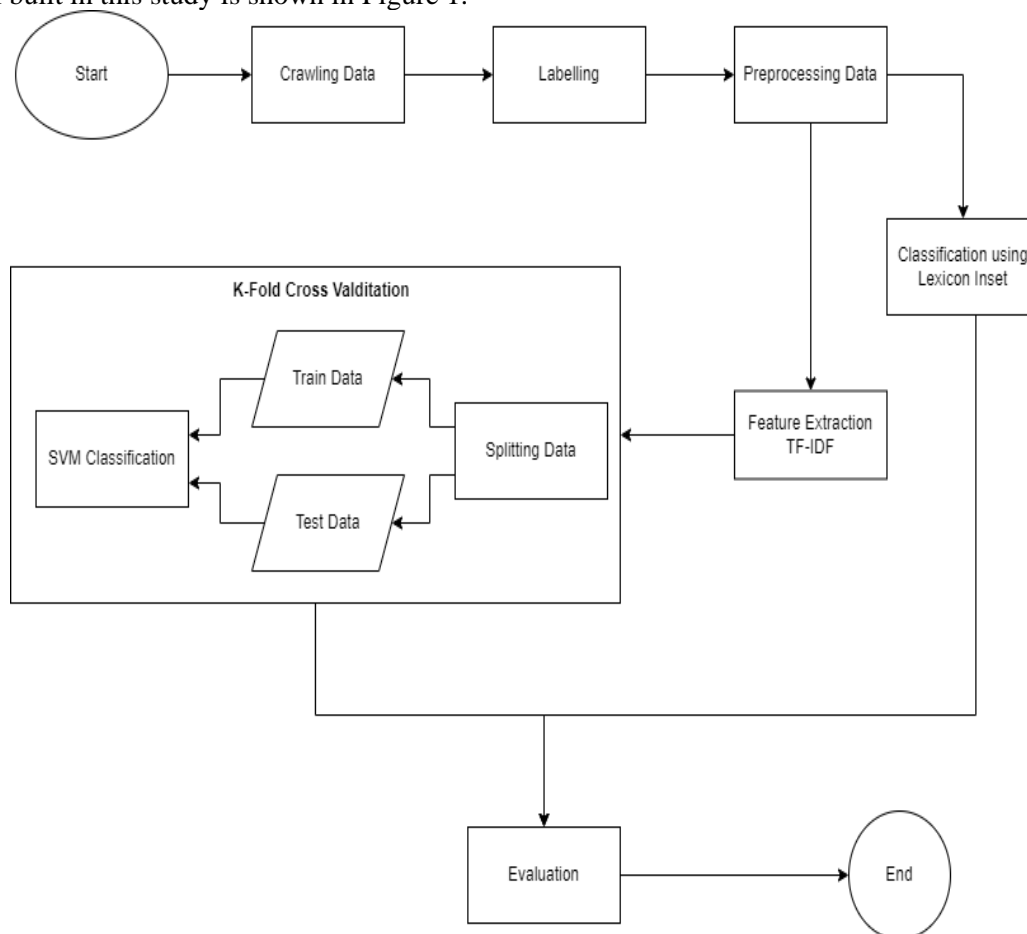 built in this study is shown in Figure 1.
Start
Crawling Data
Labelling
Preprocessing Data
Classification using
Lexicon Inset
K-Fold Cross Valditation
Train Data
SVM Classification
Splitting Data
Test Data
Feature Extraction
TF-IDF
Evaluation
End